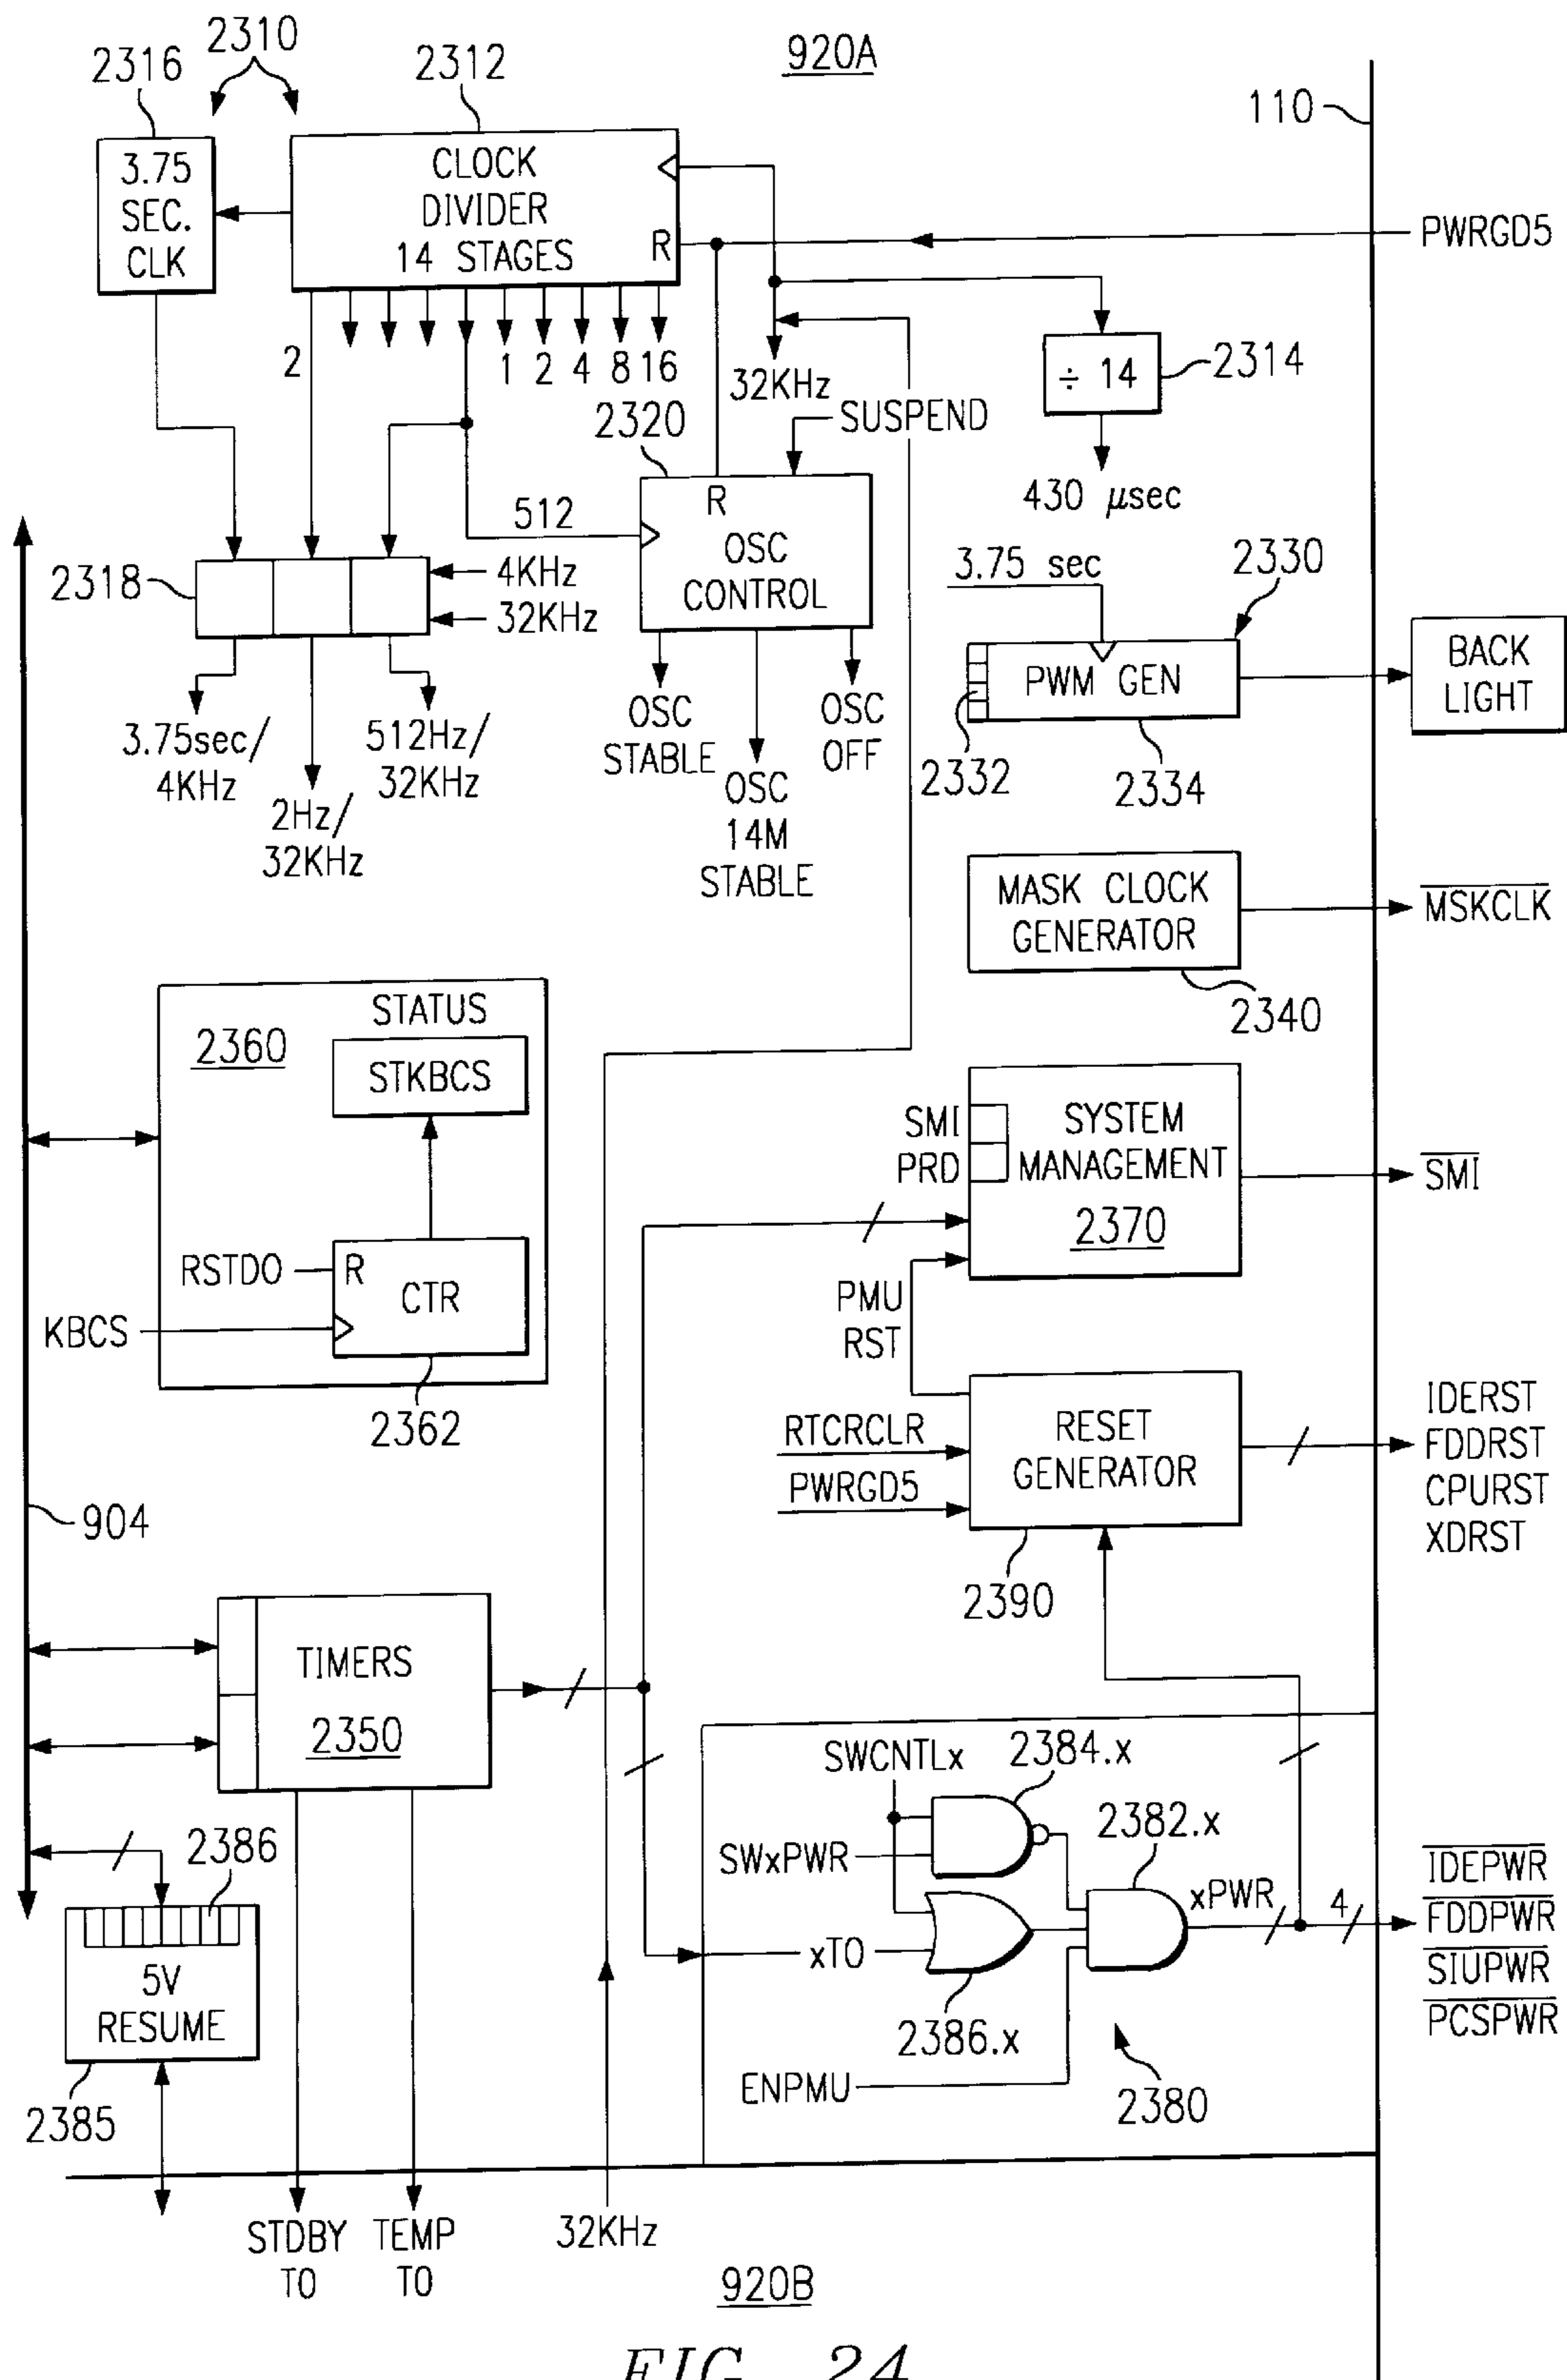 2310
920A
2316
2312
110
3.75
SEC.
CLK
CLOCK
DIVIDER
14 STAGES
R
PWRGD5
2
1 2 4 8 16
32KHz
÷ 14
2314
2320
SUSPEND
430 μsec
512
R
OSC
CONTROL
2318
4KHz
32KHz
3.75 sec
2330
PWM GEN
BACK
LIGHT
3.75sec/
4KHz
2Hz/
32KHz
512Hz/
32KHz
OSC
STABLE
OSC
14M
STABLE
OSC
OFF
2332
2334
MASK CLOCK
GENERATOR
MSKCLK
2340
STATUS
2360
STKBCS
RSTDO
R
CTR
KBCS
2362
SMI
PRD
SYSTEM
MANAGEMENT
2370
SMI
PMU
RST
RTCRCLR
PWRGD5
RESET
GENERATOR
IDERST
FDDRST
CPURST
XDRST
2390
904
TIMERS
2350
SWCNTLx
2384.x
SWxPWR
2382.x
xPWR
4
IDEPWR
FDDPWR
SIUPWR
PCSPWR
xTO
2386.x
ENPMU
2380
2386
5V
RESUME
2385
STDBY
TO
TEMP
TO
32KHz
920B
FIG. 24